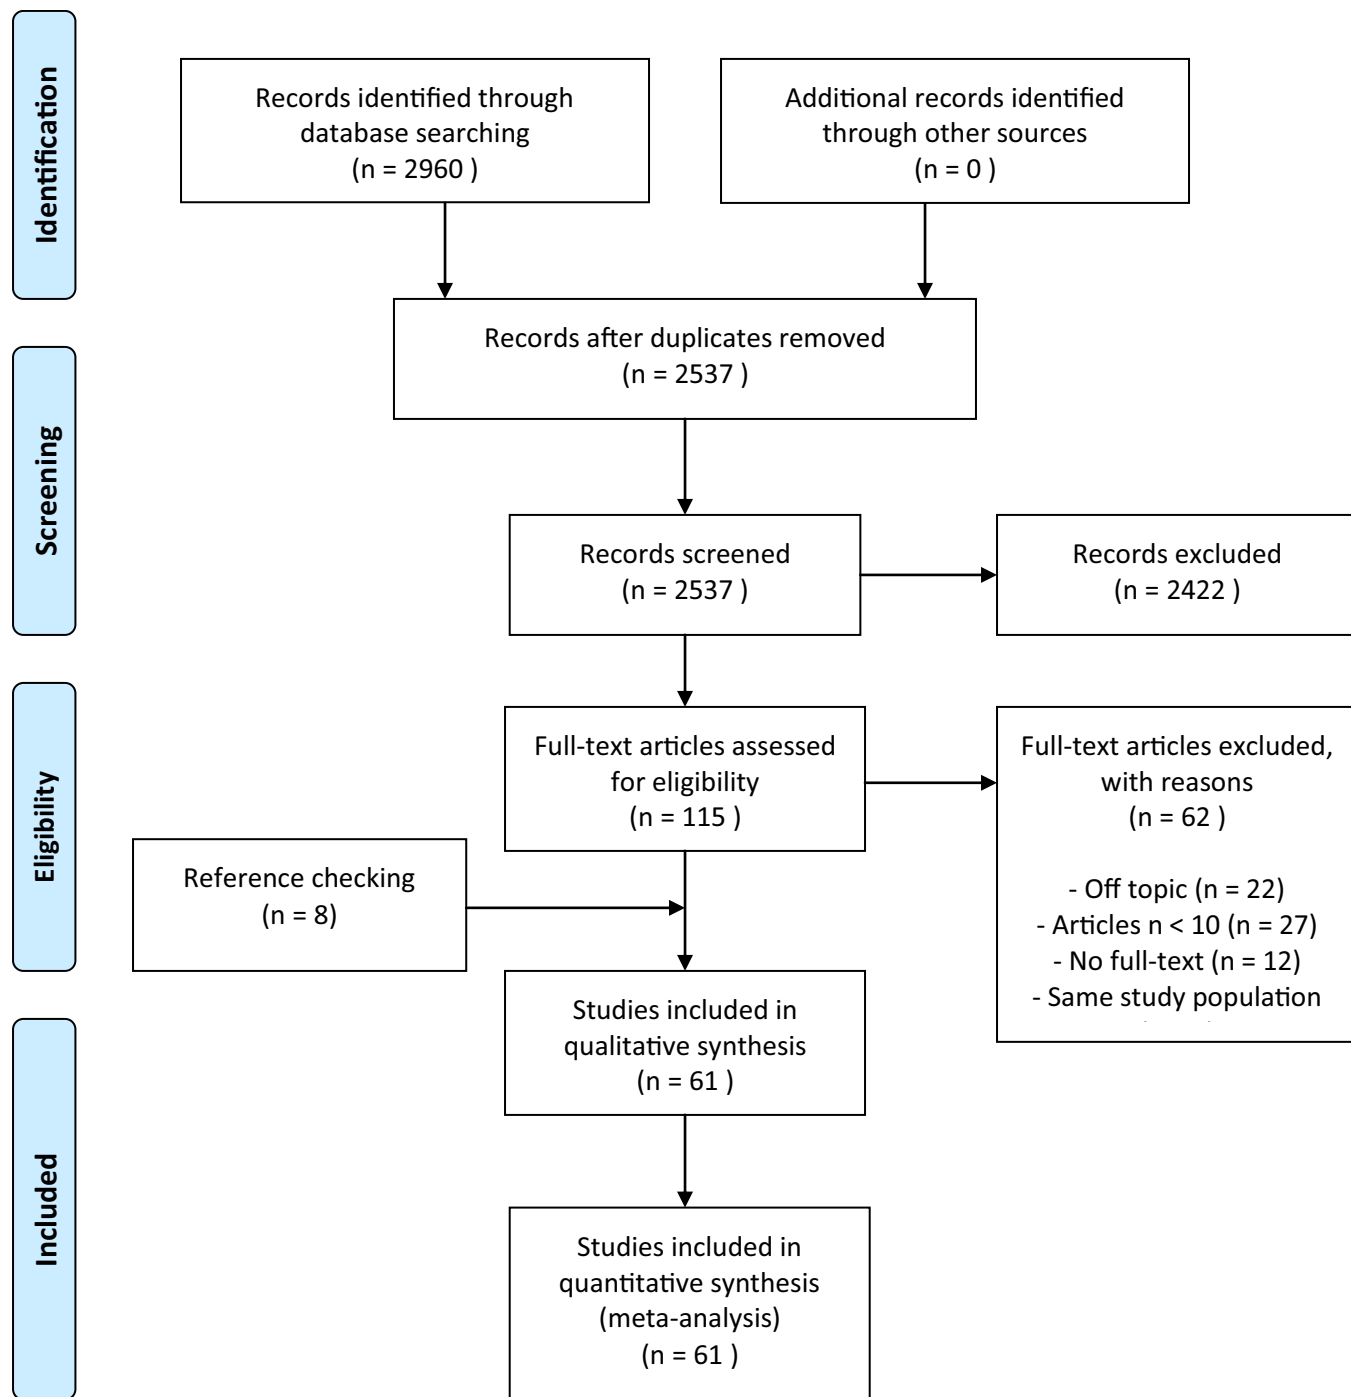 Identification
Records identified through
database searching
(n = 2960 )
Additional records identified
through other sources
(n = 0 )
Records after duplicates removed
(n = 2537 )
Screening
Records screened
(n = 2537 )
Records excluded
(n = 2422 )
Eligibility
Full-text articles assessed
for eligibility
(n = 115 )
Full-text articles excluded,
with reasons
(n = 62 )
- Off topic (n = 22)
- Articles n < 10 (n = 27)
- No full-text (n = 12)
- Same study population
Reference checking
(n = 8)
Studies included in
qualitative synthesis
(n = 61 )
Included
Studies included in
quantitative synthesis
(meta-analysis)
(n = 61 )